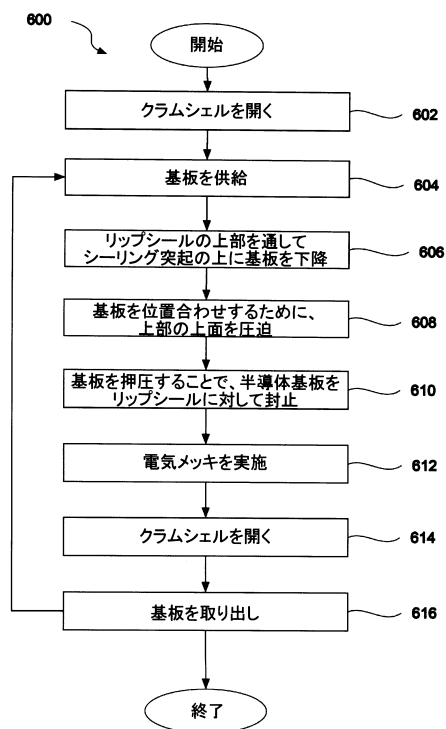 600
開始
クラムシェルを開く
602
基板を供給
604
リップシールの上部を通して
シーリング突起の上に基板を下降
606
基板を位置合わせするために、
上部の上面を圧迫
608
基板を押圧することで、半導体基板を
リップシールに対して封止
610
電気メッキを実施
612
クラムシェルを開く
614
基板を取り出し
616
終了